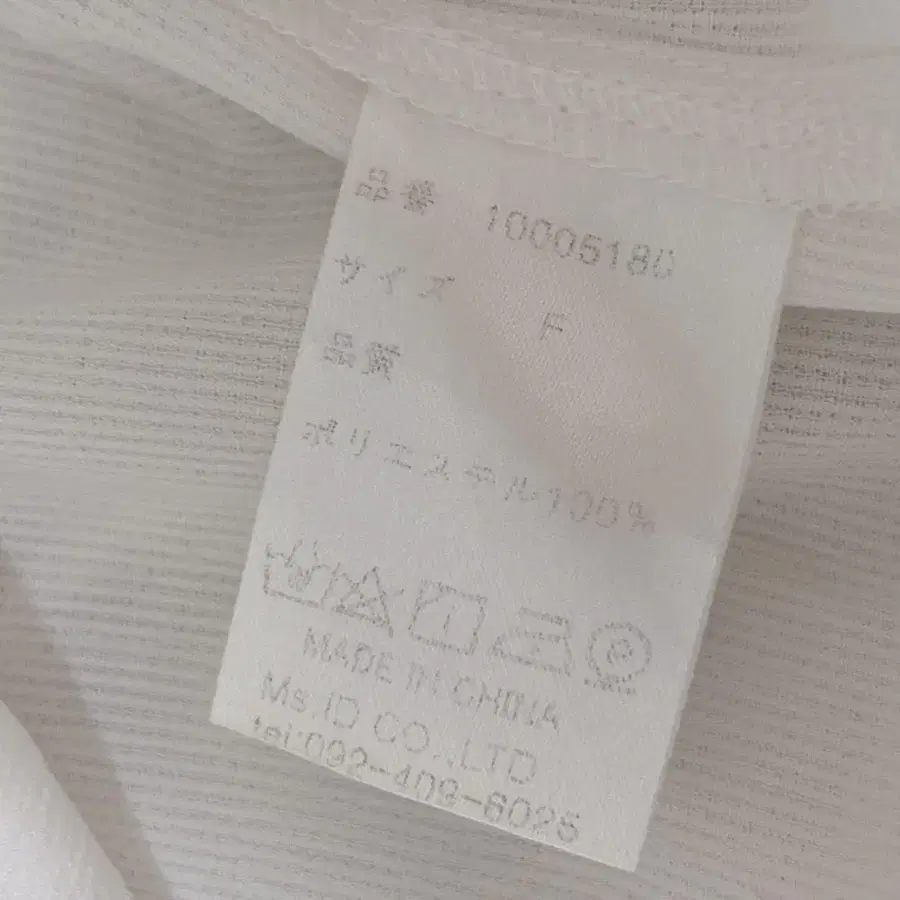 品番 10005180
サイズ F
品質
ポリエステル100%
MADE IN CHINA
Ms.ID CO.,LTD
tel:092-409-6025